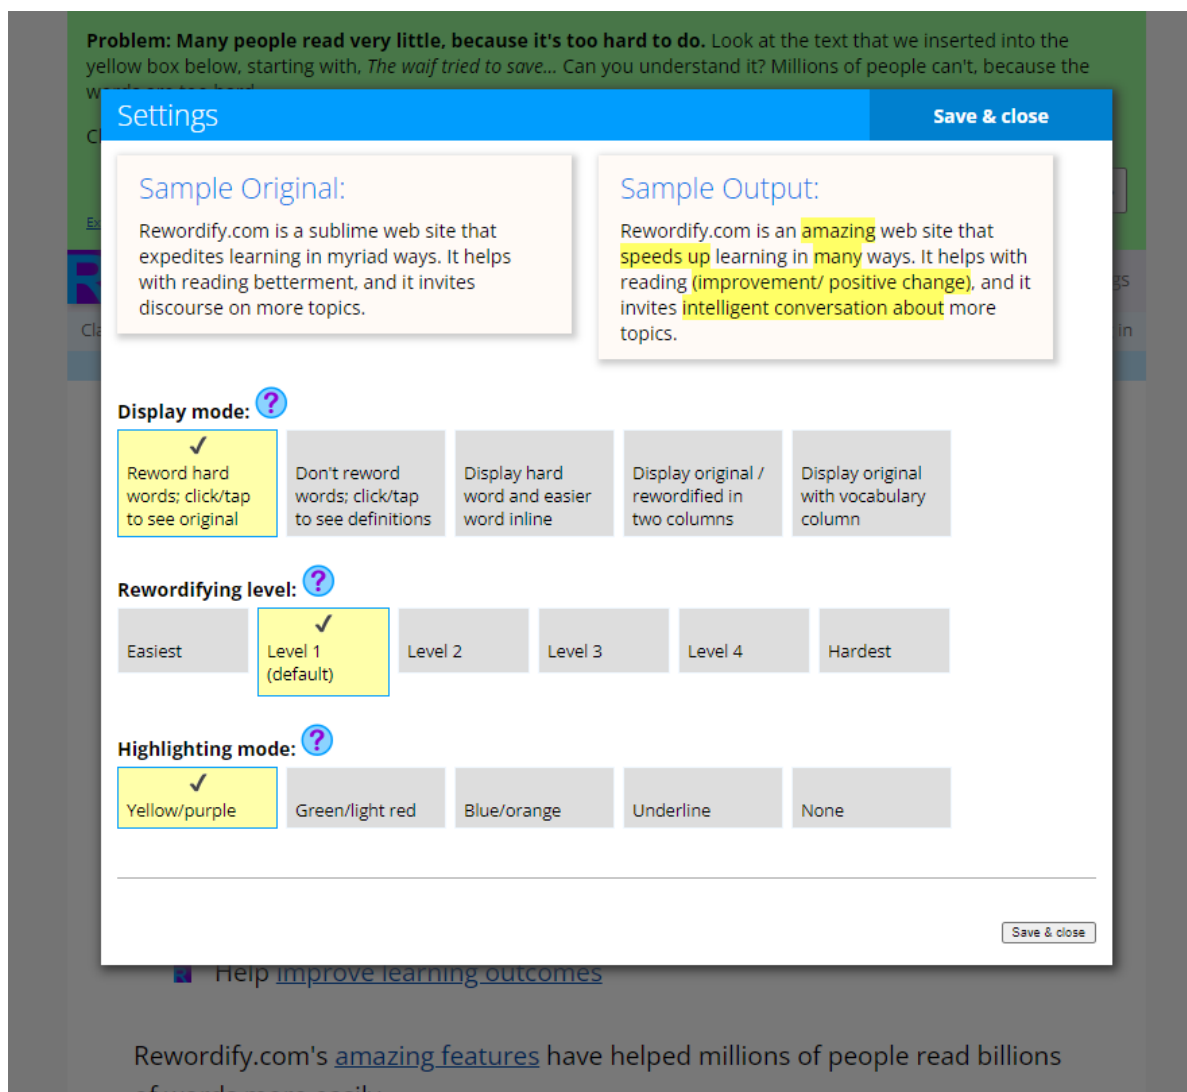 Problem: Many people read very little, because it's too hard to do. Look at the text that we inserted into the
yellow box below, starting with, The waif tried to save... Can you understand it? Millions of people can't, because the
Settings
Save & close
Sample Original:
Rewordify.com is a sublime web site that
expedites learning in myriad ways. It helps
with reading betterment, and it invites
discourse on more topics.
Sample Output:
Rewordify.com is an amazing web site that
speeds up learning in many ways. It helps with
reading (improvement/ positive change), and it
invites intelligent conversation about more
topics.
Display mode: ?
✓
Reword hard
words; click/tap
to see original
Don't reword
words; click/tap
to see definitions
Display hard
word and easier
word inline
Display original /
rewordified in
two columns
Display original
with vocabulary
column
Rewordifying level: ?
Easiest
✓
Level 1
(default)
Level 2
Level 3
Level 4
Hardest
Highlighting mode: ?
✓
Yellow/purple
Green/light red
Blue/orange
Underline
None
Save & close
Help improve learning outcomes
Rewordify.com's amazing features have helped millions of people read billions